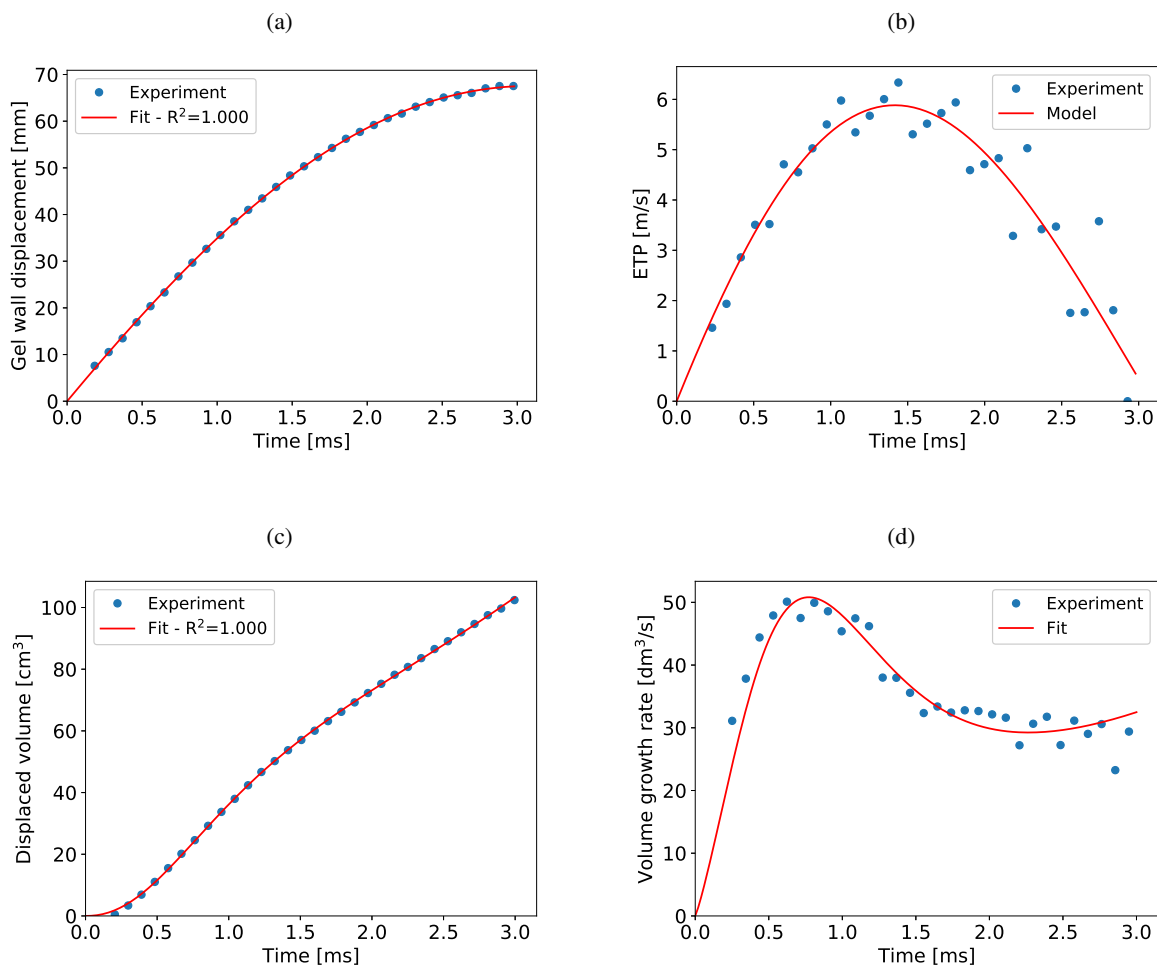 (a)
Gel wall displacement [mm]
70
60
50
40
30
20
10
0
Experiment
Fit - R²=1.000
0.0 0.5 1.0 1.5 2.0 2.5 3.0
Time [ms]
(b)
ETP [m/s]
6
5
4
3
2
1
0
Experiment
Model
0.0 0.5 1.0 1.5 2.0 2.5 3.0
Time [ms]
(c)
Displaced volume [cm³]
100
80
60
40
20
0
Experiment
Fit - R²=1.000
0.0 0.5 1.0 1.5 2.0 2.5 3.0
Time [ms]
(d)
Volume growth rate [dm³/s]
50
40
30
20
10
0
Experiment
Fit
0.0 0.5 1.0 1.5 2.0 2.5 3.0
Time [ms]